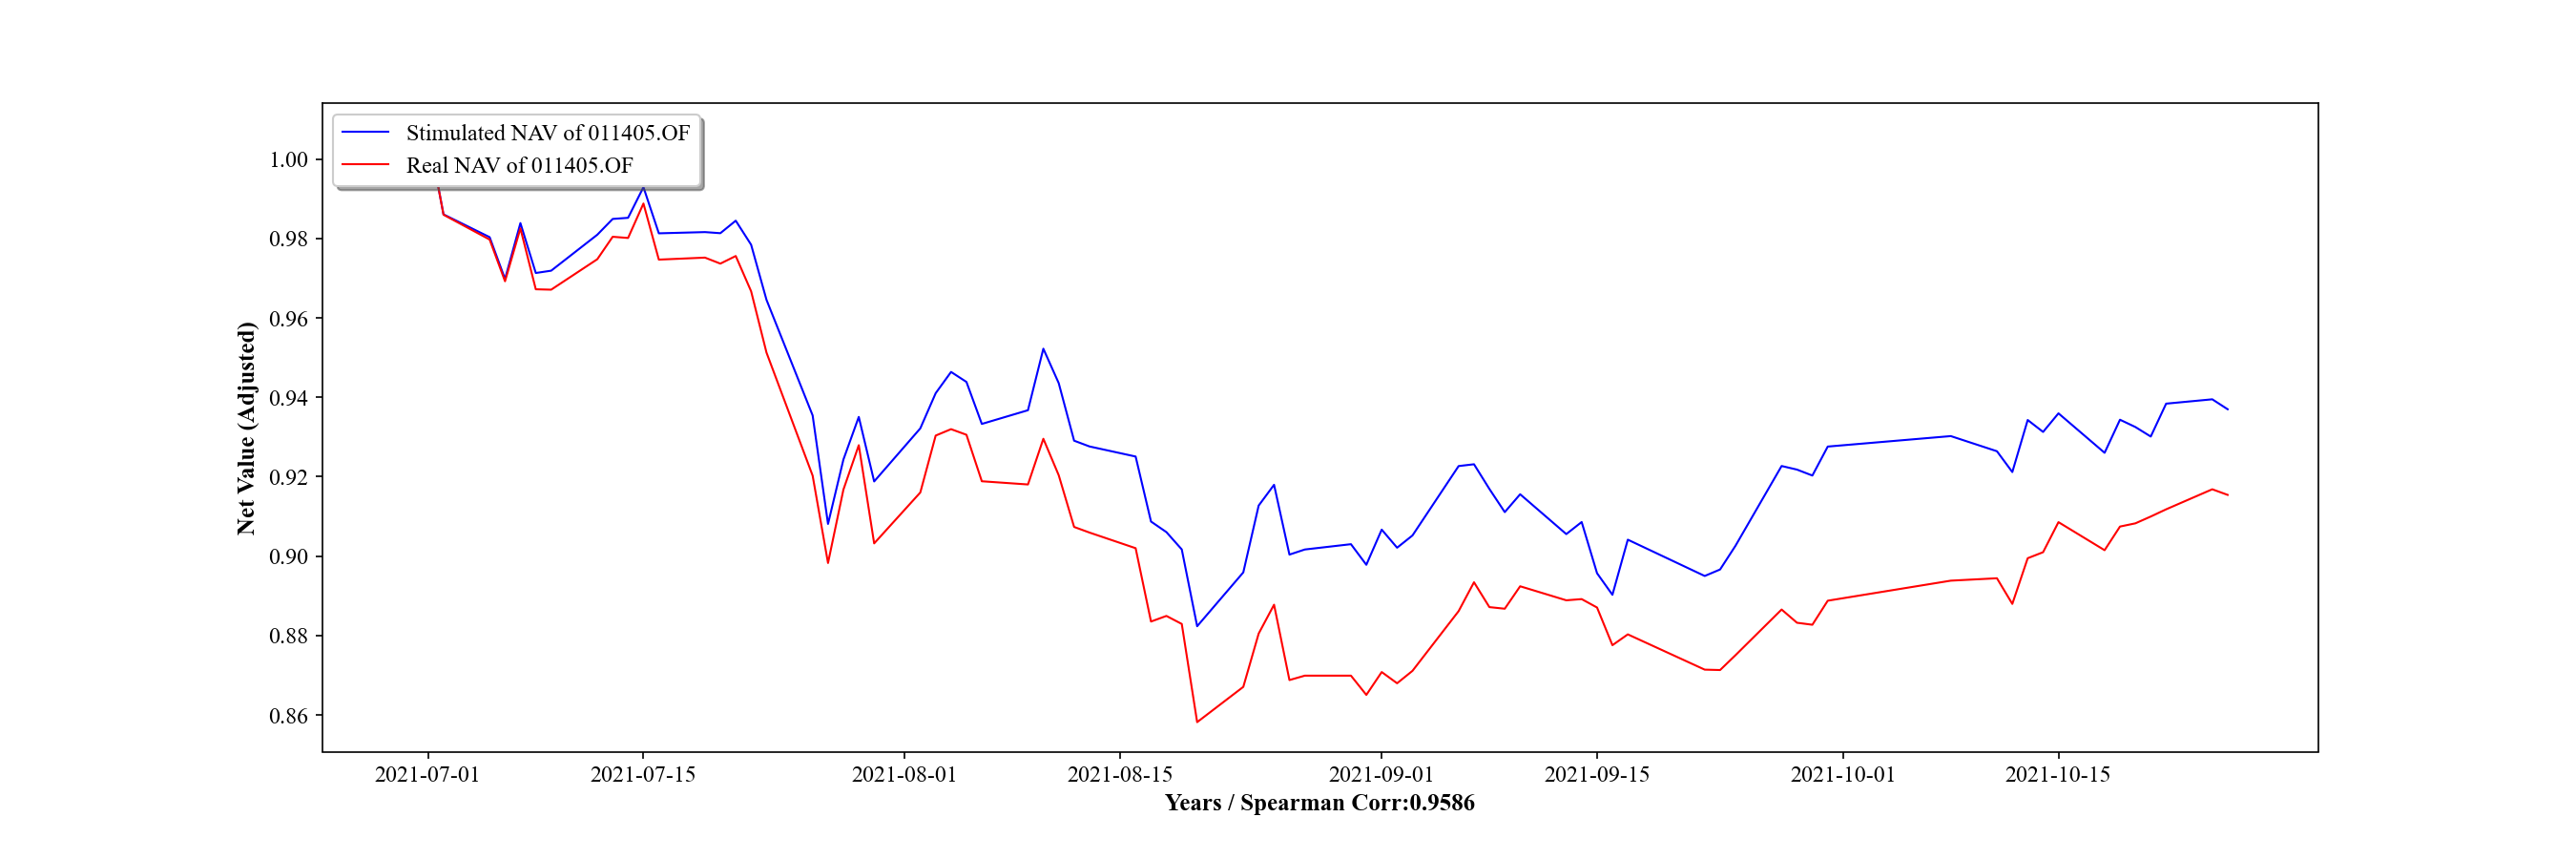 Stimulated NAV of 011405.OF
Real NAV of 011405.OF
1.00
0.98
0.96
0.94
0.92
0.90
0.88
0.86
Net Value (Adjusted)
2021-07-01 2021-07-15 2021-08-01 2021-08-15 2021-09-01 2021-09-15 2021-10-01 2021-10-15
Years / Spearman Corr:0.9586